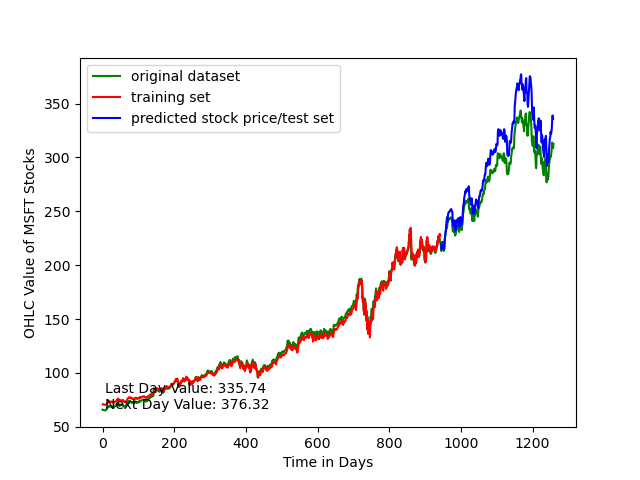 original dataset
training set
predicted stock price/test set
OHLC Value of MSFT Stocks
350
300
250
200
150
100
50
Last Day Value: 335.74
Next Day Value: 376.32
0 200 400 600 800 1000 1200
Time in Days